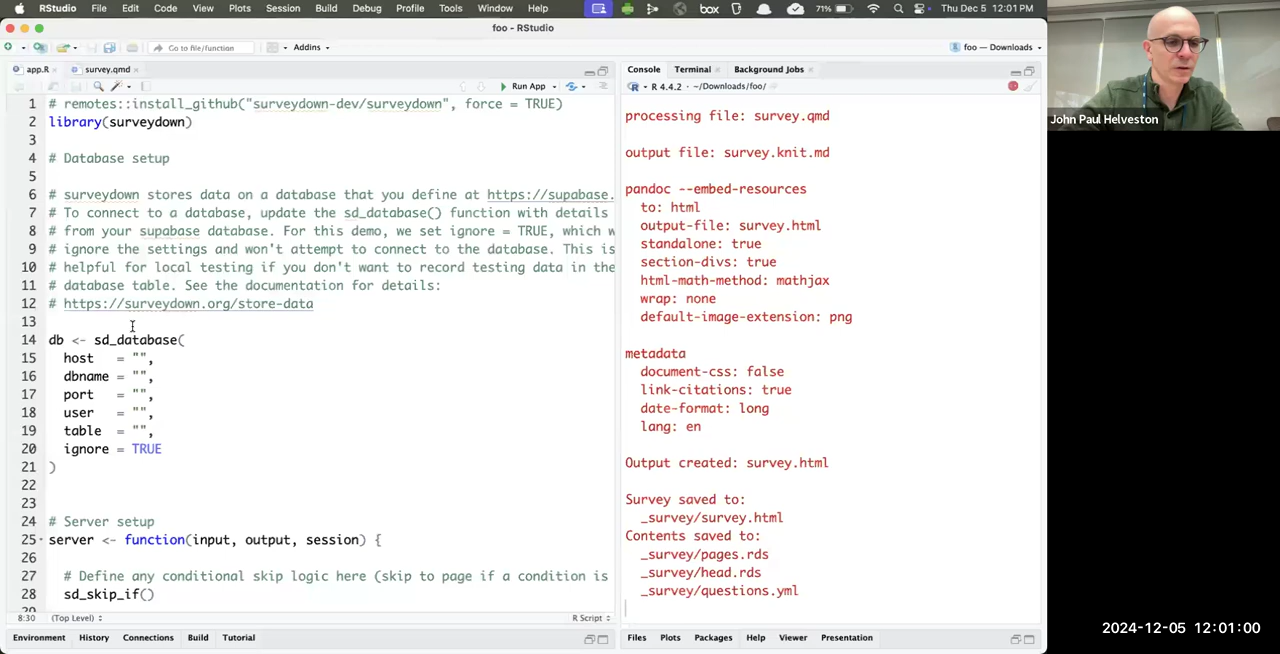 File Edit Code View Plots Session Build Debug Profile Tools Window Help box 71% Thu Dec 5 12:01 PM
foo - RStudio
Go to file/function Addins foo — Downloads
app.R survey.qmd
Run App
1 # remotes::install_github("surveydown-dev/surveydown", force = TRUE)
2 library(surveydown)
3
4 # Database setup
5
6 # surveydown stores data on a database that you define at https://supabase.
7 # To connect to a database, update the sd_database() function with details
8 # from your supabase database. For this demo, we set ignore = TRUE, which w
9 # ignore the settings and won't attempt to connect to the database. This is
10 # helpful for local testing if you don't want to record testing data in the
11 # database table. See the documentation for details:
12 # https://surveydown.org/store-data
13
14 db <- sd_database(
15 host = "",
16 dbname = "",
17 port = "",
18 user = "",
19 table = "",
20 ignore = TRUE
21 )
22
23
24 # Server setup
25 server <- function(input, output, session) {
26
27 # Define any conditional skip logic here (skip to page if a condition is
28 sd_skip_if()
29
8:30 (Top Level) R Script
Environment History Connections Build Tutorial
Console Terminal Background Jobs
R 4.4.2 · ~/Downloads/foo/
processing file: survey.qmd
output file: survey.knit.md
pandoc --embed-resources
to: html
output-file: survey.html
standalone: true
section-divs: true
html-math-method: mathjax
wrap: none
default-image-extension: png
metadata
document-css: false
link-citations: true
date-format: long
lang: en
Output created: survey.html
Survey saved to:
_survey/survey.html
Contents saved to:
_survey/pages.rds
_survey/head.rds
_survey/questions.yml
Files Plots Packages Help Viewer Presentation
John Paul Helveston
2024-12-05 12:01:00